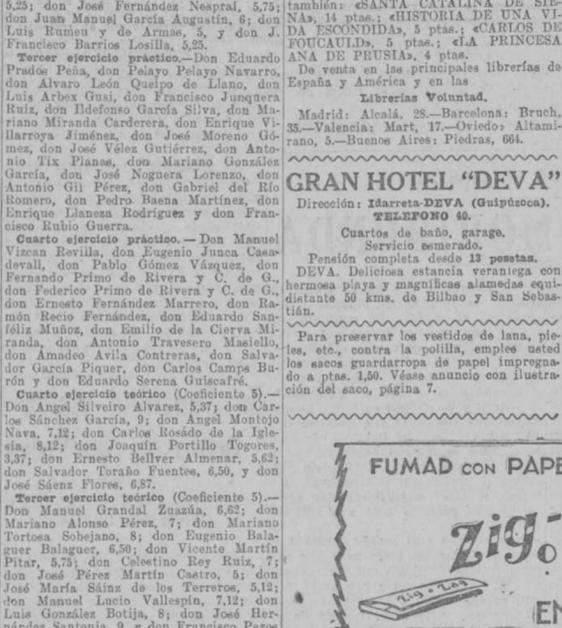 5,25; don José Fernández Nespral, 5,75;
don Juan Manuel García Augustín, 6; don
Luis Rumeu y de Armas, 5, y don J.
Francisco Barrios Losilla, 5,25.
Tercer ejercicio práctico.—Don Eduardo
Prados Peña, don Pelayo Pelayo Navarro,
don Alvaro León Queipo de Llano, don
Luis Arbex Gusi, don Francisco Junquera
Ruiz, don Ildefonso García Silva, don Ma-
riano Miranda Carderera, don Enrique Vi-
llarroya Jiménez, don José Moreno Gó-
mez, don José Vélez Gutiérrez, don Anto-
nio Tix Planas, don Mariano González
García, don José Noguera Lorenzo, don
Antonio Gil Pérez, don Gabriel del Río
Romero, don Pedro Baena Martínez, don
Enrique Llaneza Rodríguez y don Fran-
cisco Rubio Guerra.
Cuarto ejercicio práctico.—Don Manuel
Vizcan Revilla, don Eugenio Junca Casa-
devall, don Pablo Gómez Vázquez, don
Fernando Primo de Rivera y C. de G.,
don Federico Primo de Rivera y C. de G.,
don Ernesto Fernández Marrero, don Ra-
món Recio Fernández, don Eduardo San-
féliz Muñoz, don Emilio de la Cierva Mi-
randa, don Antonio Travesero Masiello,
don Amadeo Avila Contreras, don Salva-
dor García Piquer, don Carlos Camps Bu-
rón y don Eduardo Serena Guiscafré.
Cuarto ejercicio teórico (Coeficiente 5).—
Don Angel Silveiro Alvarez, 5,37; don Car-
los Sánchez García, 9; don Angel Montojo
Nava, 7,12; don Carlos Rosado de la Igle-
sia, 8,12; don Joaquín Portillo Togores,
3,37; don Ernesto Bellver Almenar, 5,62;
don Salvador Toraño Fuentes, 6,50, y don
José Sáenz Flores, 6,87.
Tercer ejercicio teórico (Coeficiente 5).—
Don Manuel Grandal Zuazúa, 6,62; don
Mariano Alonso Pérez, 7; don Mariano
Tortosa Sobejano, 8; don Eugenio Bala-
guer Balaguer, 6,50; don Vicente Martín
Pitar, 5,75; don Celestino Rey Ruiz, 7;
don José Pérez Martín Castro, 5; don
José María Sáinz de los Terreros, 5,12;
don Manuel Lucio Vallespín, 7,12; don
Luis González Botija, 8; don José Her-
nández Santonja, 9, y don Francisco Pagos
también: «SANTA CATALINA DE SIE-
NA», 14 ptas.; «HISTORIA DE UNA VI-
DA ESCONDIDA», 5 ptas.; «CARLOS DE
FOUCAULD», 5 ptas.; «LA PRINCESA
ANA DE PRUSIA», 4 ptas.
De venta en las principales librerías de
España y América y en las
Librerías Voluntad.
Madrid: Alcalá, 28.—Barcelona: Bruch,
35.—Valencia: Mart, 17.—Oviedo: Altami-
rano, 5.—Buenos Aires: Piedras, 664.
GRAN HOTEL "DEVA"
Dirección: Idarreta-DEVA (Guipúzcoa).
TELEFONO 40.
Cuartos de baño, garage.
Servicio esmerado.
Pensión completa desde 13 pesetas.
DEVA. Deliciosa estancia veraniega con
hermosa playa y magníficas alamedas equi-
distante 50 kms. de Bilbao y San Sebas-
tián.
Para preservar los vestidos de lana, pie-
les, etc., contra la polilla, emplee usted
los sacos guardarropa de papel impregna-
do a ptas. 1,50. Véase anuncio con ilustra-
ción del saco, página 7.
FUMAD CON PAPE
Zig-
Zig-Zag
EN